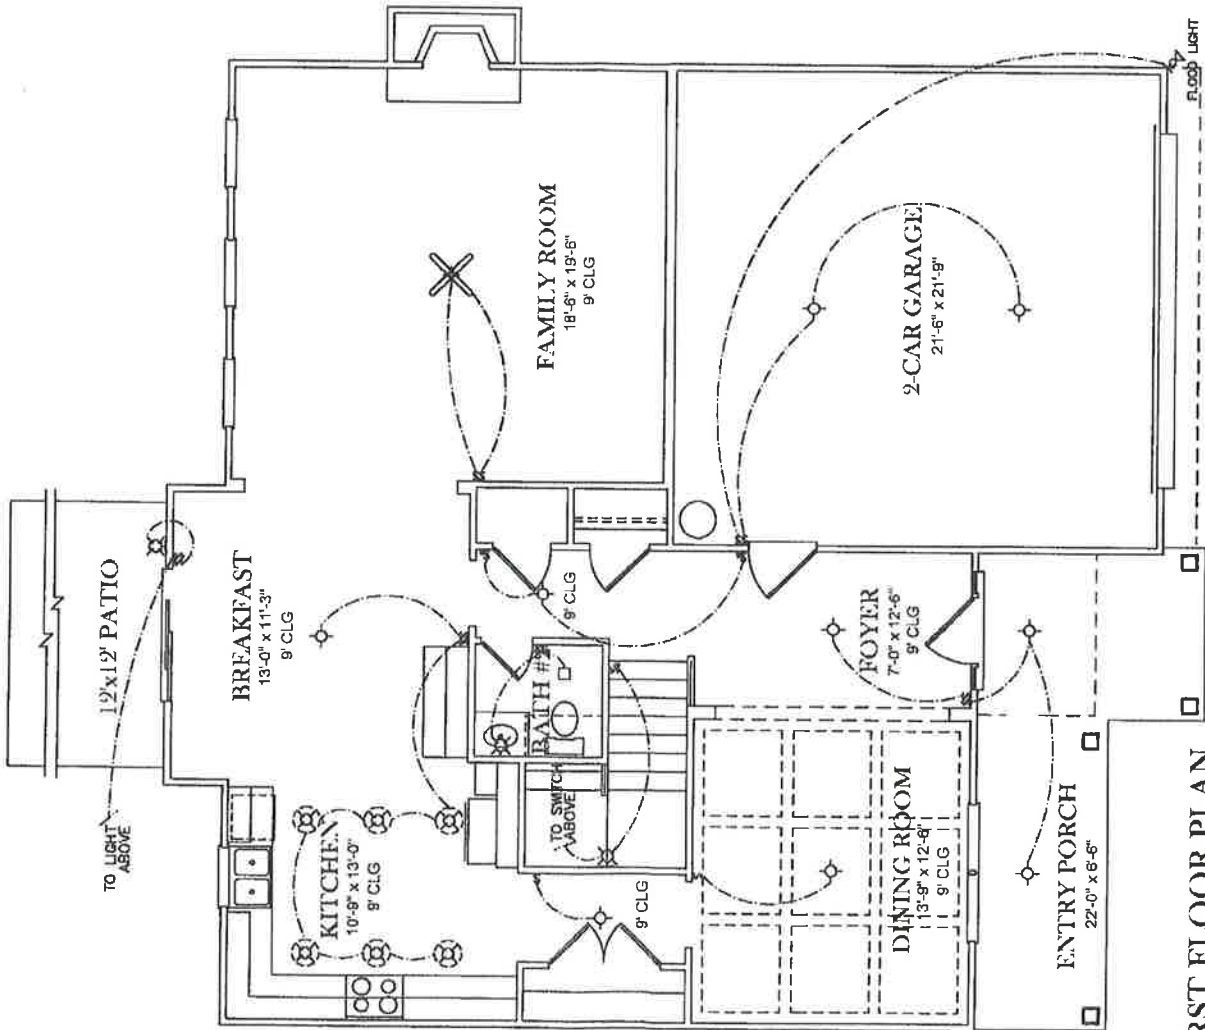 12'x12' PATIO
TO LIGHT
ABOVE
BREAKFAST
13'-0" x 11'-3"
9' CLG
FAMILY ROOM
18'-6" x 19'-6"
9' CLG
KITCHEN
10'-9" x 13'-0"
9' CLG
BATH #2
TO SWITCH
ABOVE
9' CLG
9' CLG
2-CAR GARAGE
21'-6" x 21'-9"
FOYER
7'-0" x 12'-6"
9' CLG
DINING ROOM
13'-9" x 12'-6"
9' CLG
ENTRY PORCH
22'-0" x 6'-6"
FLOOD LIGHT
RST FLOOR PLAN